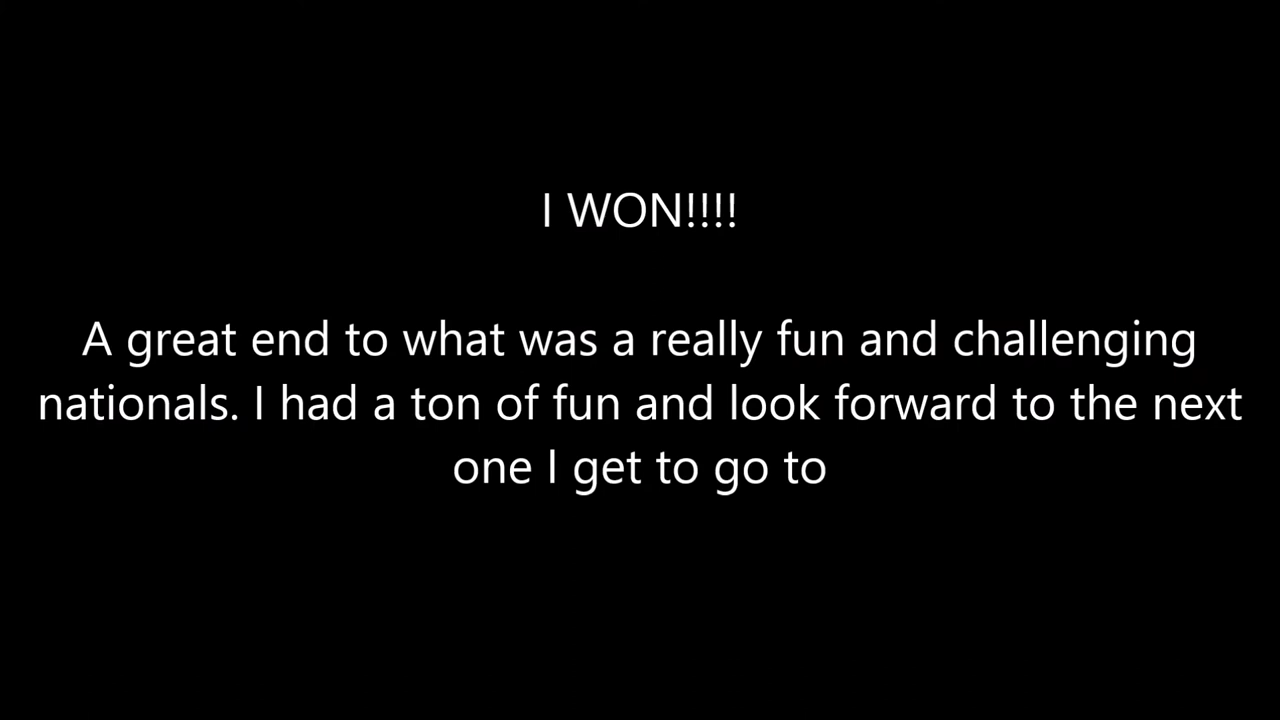 I WON!!!!
A great end to what was a really fun and challenging
nationals. I had a ton of fun and look forward to the next
one I get to go to